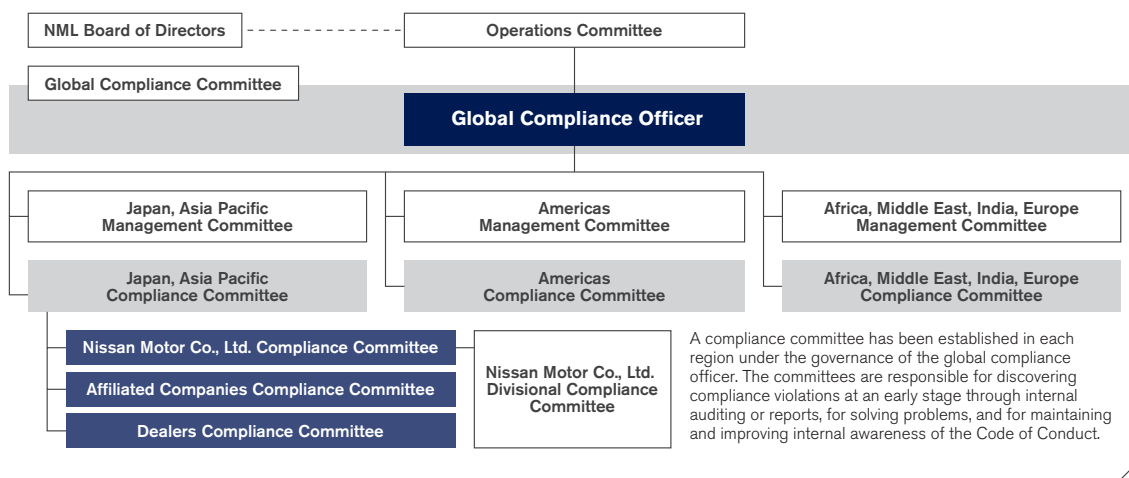 NML Board of Directors
Operations Committee
Global Compliance Committee
Global Compliance Officer
Japan, Asia Pacific
Management Committee
Americas
Management Committee
Africa, Middle East, India, Europe
Management Committee
Japan, Asia Pacific
Compliance Committee
Americas
Compliance Committee
Africa, Middle East, India, Europe
Compliance Committee
Nissan Motor Co., Ltd. Compliance Committee
Affiliated Companies Compliance Committee
Dealers Compliance Committee
Nissan Motor Co., Ltd.
Divisional Compliance
Committee
A compliance committee has been established in each
region under the governance of the global compliance
officer. The committees are responsible for discovering
compliance violations at an early stage through internal
auditing or reports, for solving problems, and for maintaining
and improving internal awareness of the Code of Conduct.